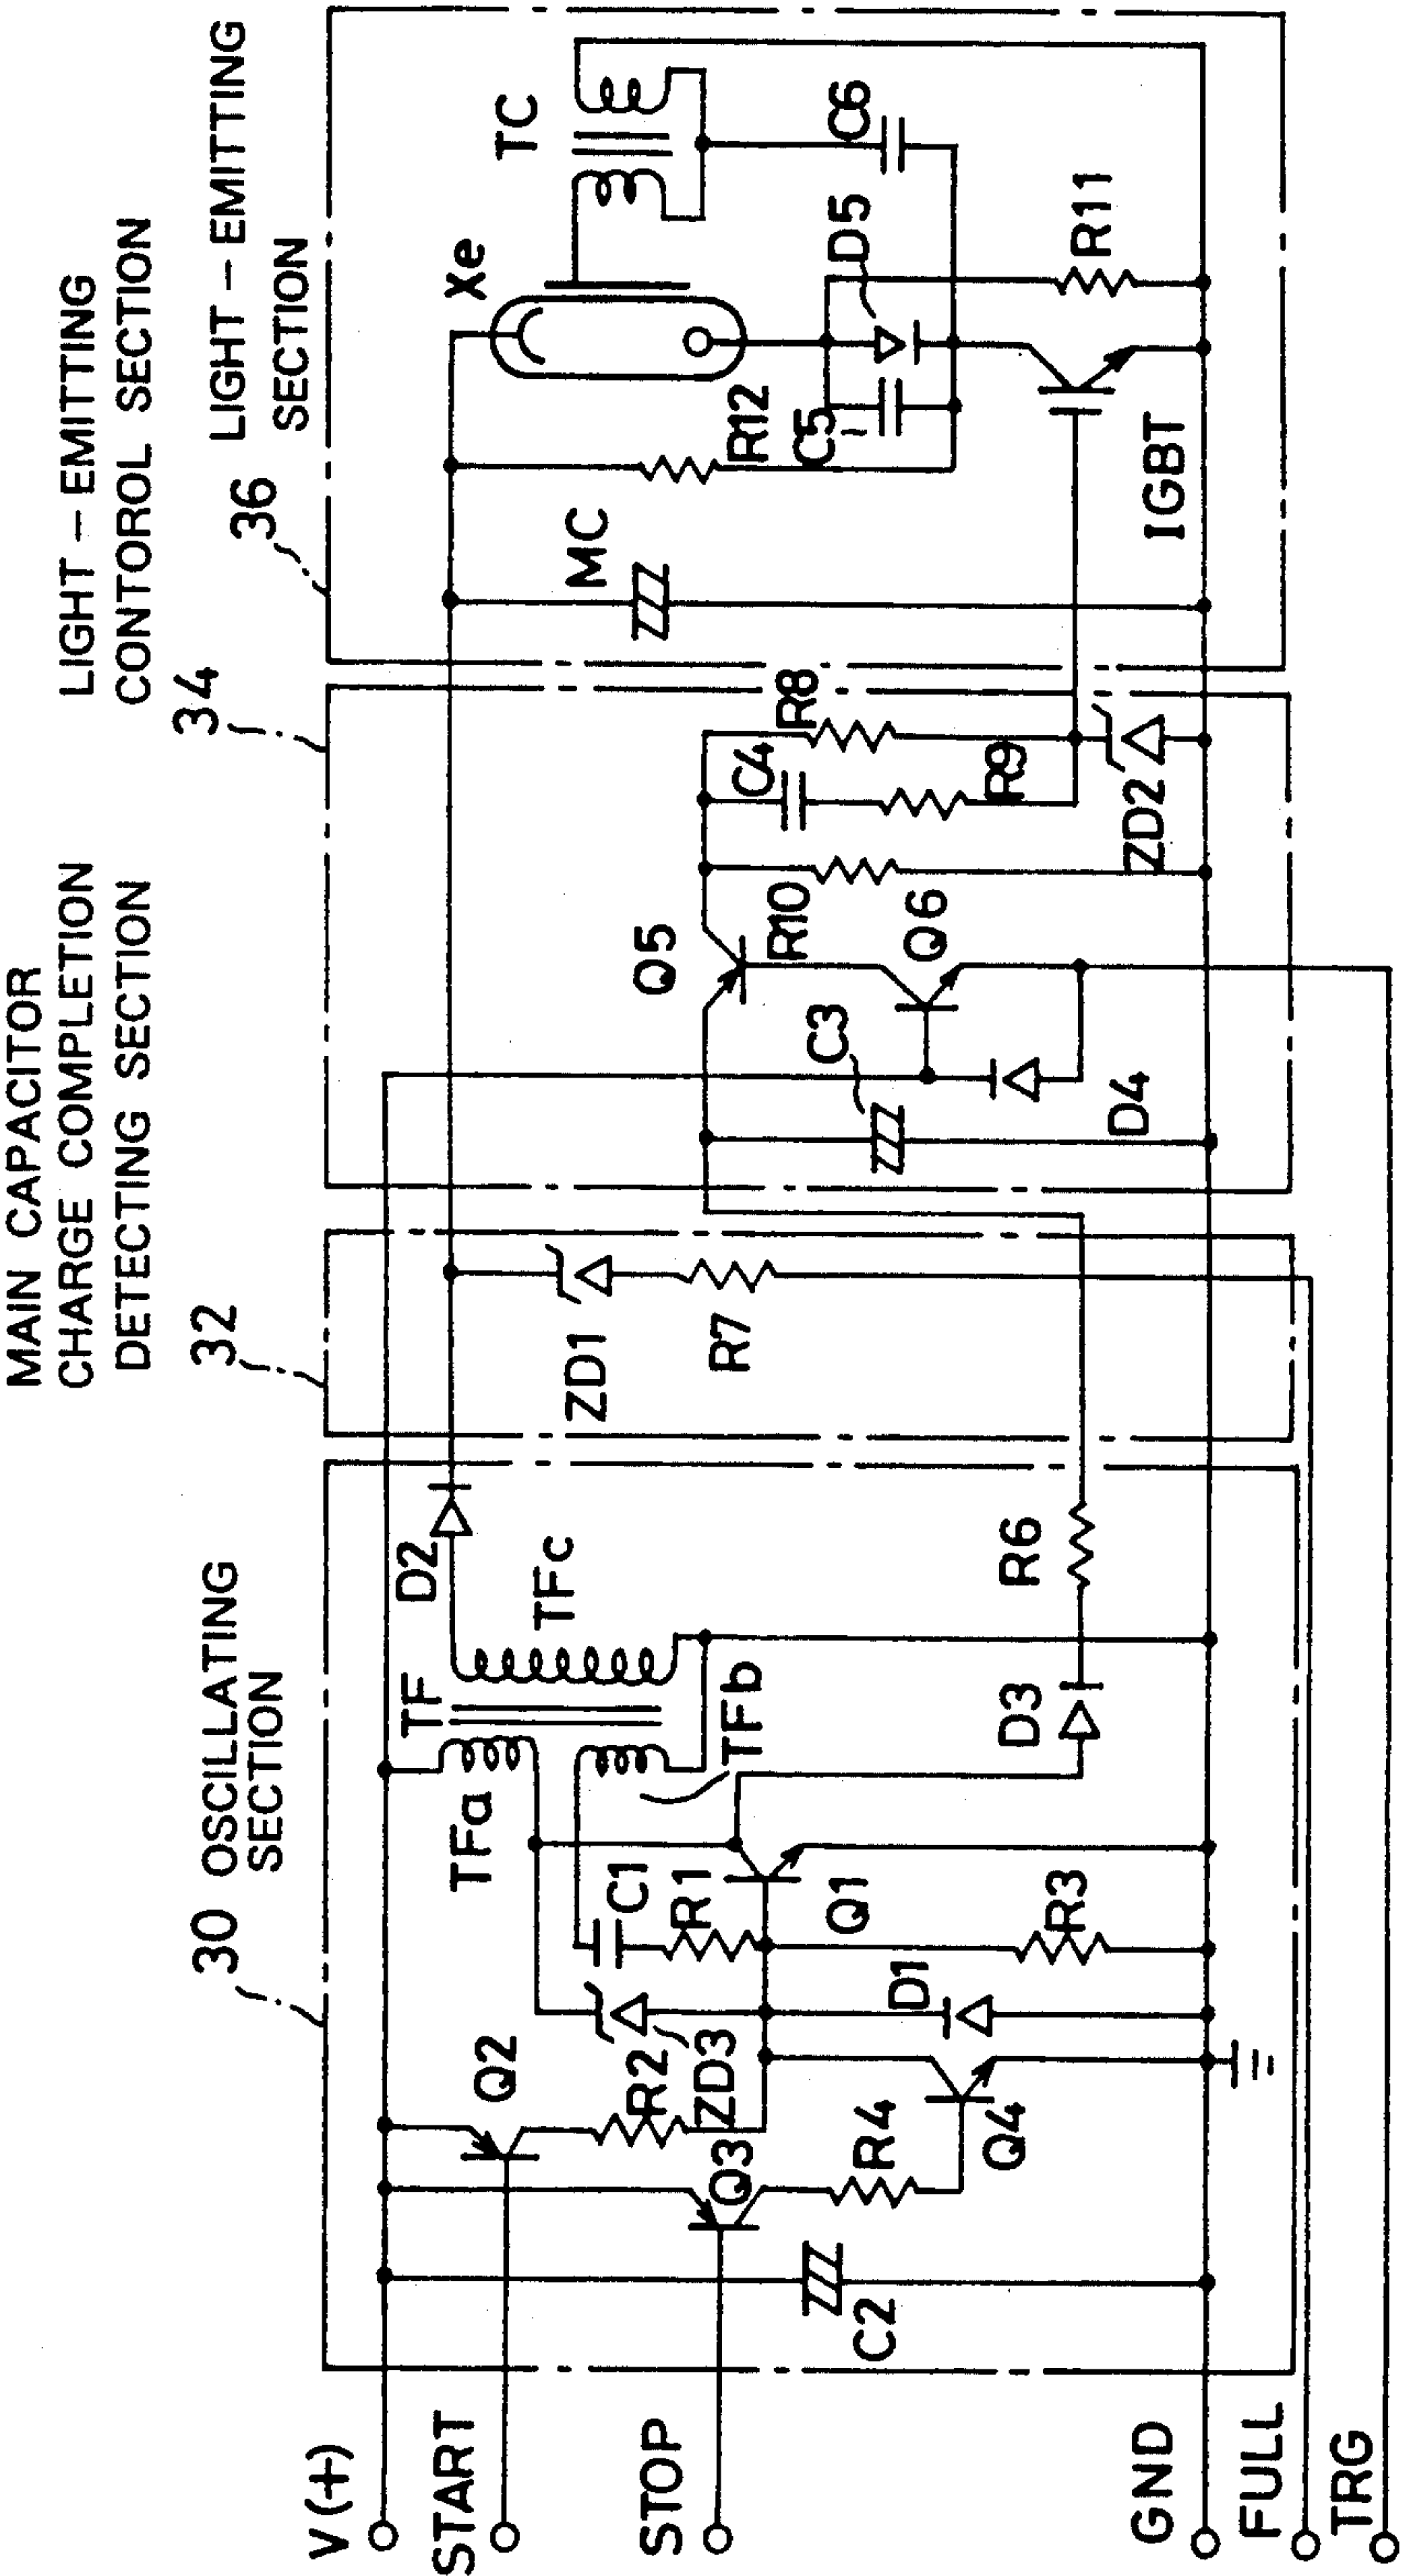 MAIN CAPACITOR
CHARGE COMPLETION
DETECTING SECTION
LIGHT – EMITTING
CONTOROL SECTION
LIGHT – EMITTING
SECTION
30 OSCILLATING
SECTION
32
34
36
V(+)
START
STOP
GND
FULL
TRG
Q2
Q3
C2
R2
ZD3
R4
Q4
D1
C1
R1
Q1
R3
TFa
TF
TFb
TFc
D2
D3
R6
ZD1
R7
C3
D4
Q5
Q6
R10
C4
R8
R9
ZD2
MC
R12
C5
D5
IGBT
R11
Xe
TC
C6